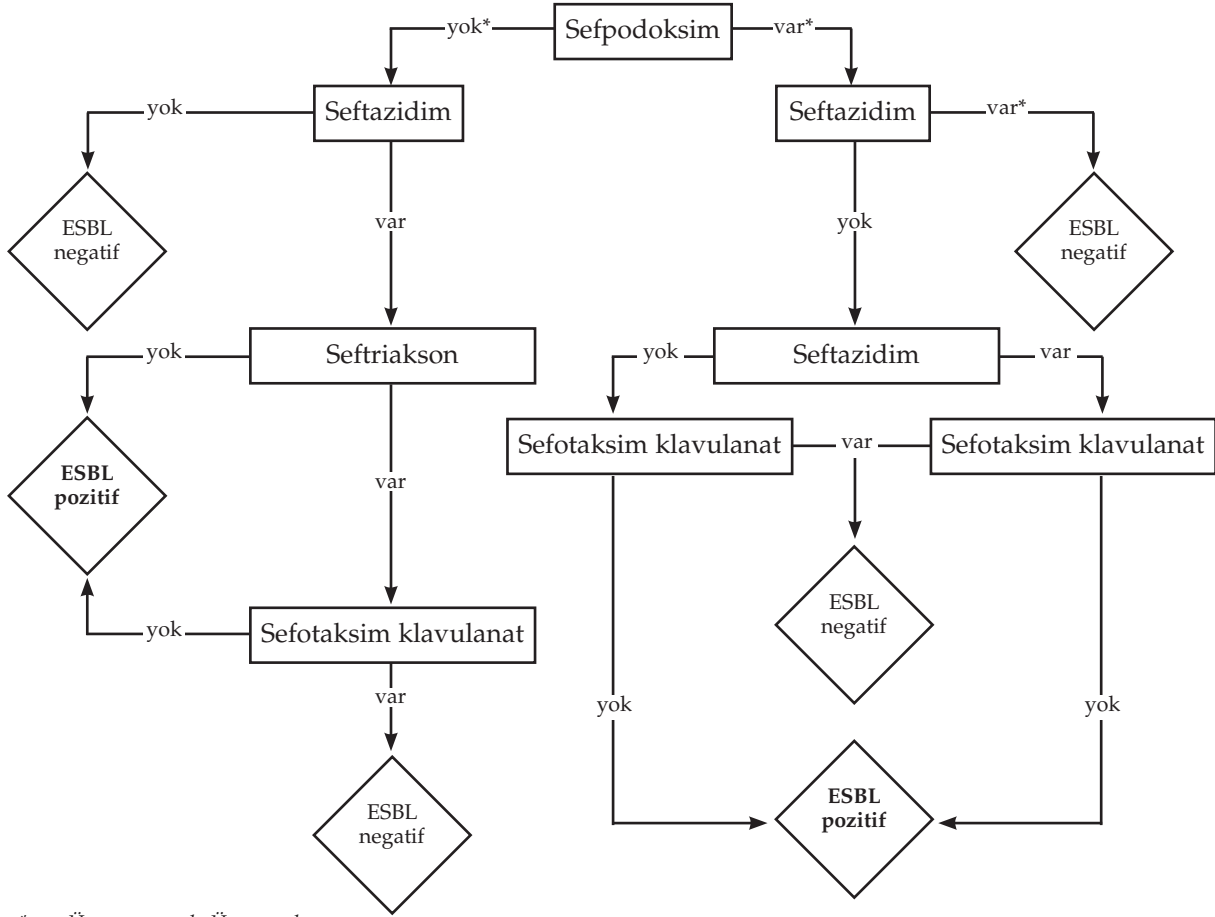 yok*
Sefpodoksim
var*
yok
Seftazidim
Seftazidim
var*
ESBL
negatif
var
yok
ESBL
negatif
yok
Seftriakson
yok
Seftazidim
var
ESBL
pozitif
var
Sefotaksim klavulanat
var
Sefotaksim klavulanat
yok
Sefotaksim klavulanat
ESBL
negatif
var
yok
yok
ESBL
negatif
ESBL
pozitif